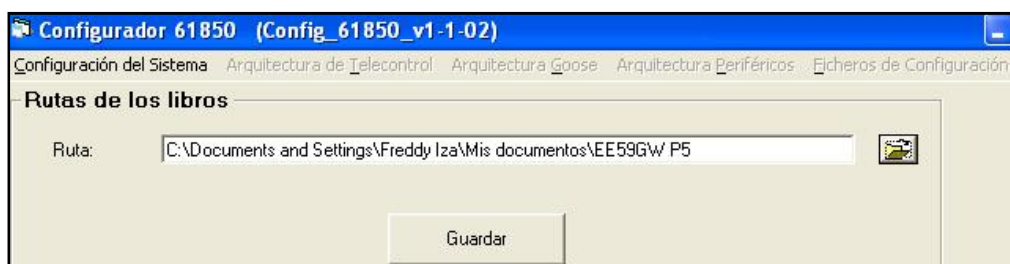 Configurador 61850 (Config_61850_v1-1-02)
Configuración del Sistema Arquitectura de Telecontrol Arquitectura Goose Arquitectura Periféricos Ficheros de Configuración
Rutas de los libros
Ruta: C:\Documents and Settings\Freddy Iza\Mis documentos\EE59GW P5
Guardar